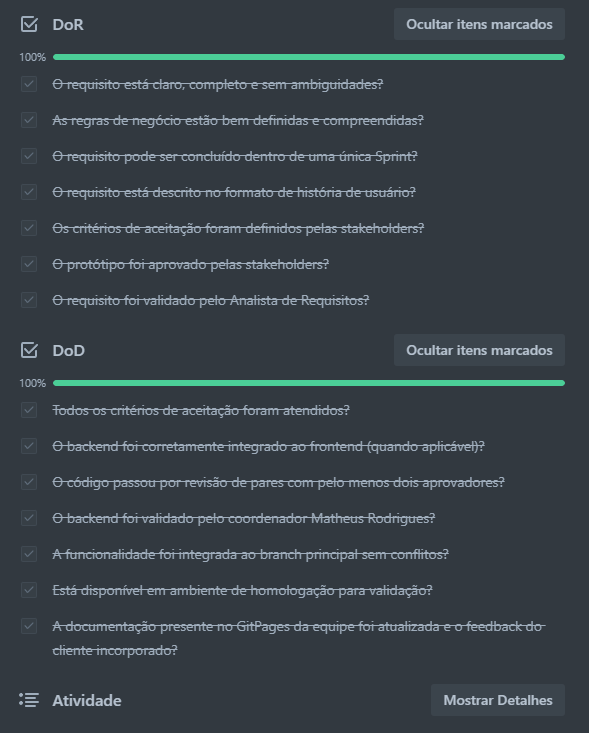 DoR
Ocultar itens marcados
100%
O requisito está claro, completo e sem ambiguidades?
As regras de negócio estão bem definidas e compreendidas?
O requisito pode ser concluído dentro de uma única Sprint?
O requisito está descrito no formato de história de usuário?
Os critérios de aceitação foram definidos pelas stakeholders?
O protótipo foi aprovado pelas stakeholders?
O requisito foi validado pelo Analista de Requisitos?
DoD
Ocultar itens marcados
100%
Todos os critérios de aceitação foram atendidos?
O backend foi corretamente integrado ao frontend (quando aplicável)?
O código passou por revisão de pares com pelo menos dois aprovadores?
O backend foi validado pelo coordenador Matheus Rodrigues?
A funcionalidade foi integrada ao branch principal sem conflitos?
Está disponível em ambiente de homologação para validação?
A documentação presente no GitPages da equipe foi atualizada e o feedback do
cliente incorporado?
Atividade
Mostrar Detalhes